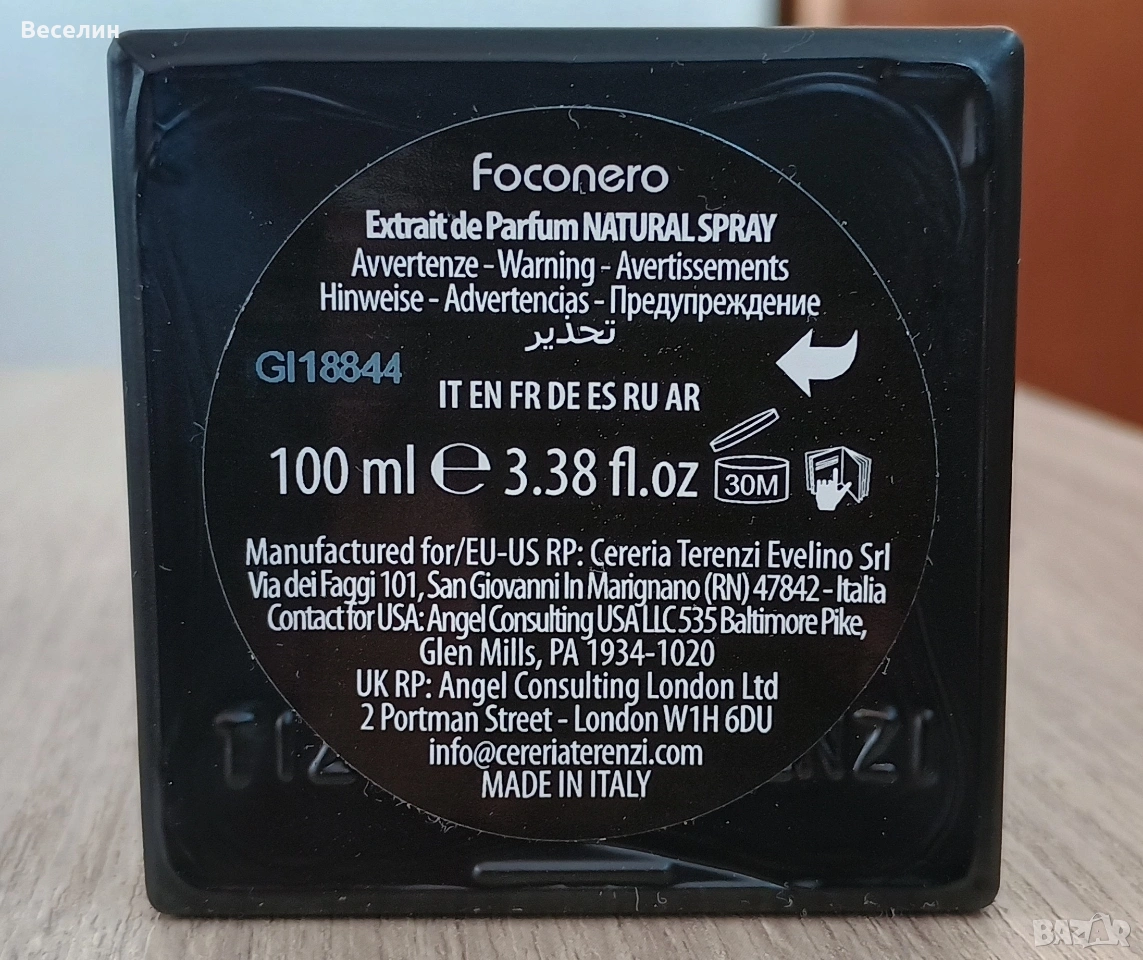 Веселин
Foconero
Extrait de Parfum NATURAL SPRAY
Avvertenze - Warning - Avertissements
Hinweise - Advertencias - Предупреждение
تحذير
GI18844
IT EN FR DE ES RU AR
100 ml ℮ 3.38 fl.oz 30M
Manufactured for/EU-US RP: Cereria Terenzi Evelino Srl
Via dei Faggi 101, San Giovanni In Marignano (RN) 47842 - Italia
Contact for USA: Angel Consulting USA LLC 535 Baltimore Pike,
Glen Mills, PA 1934-1020
UK RP: Angel Consulting London Ltd
2 Portman Street - London W1H 6DU
info@cereriaterenzi.com
MADE IN ITALY
BAZAR